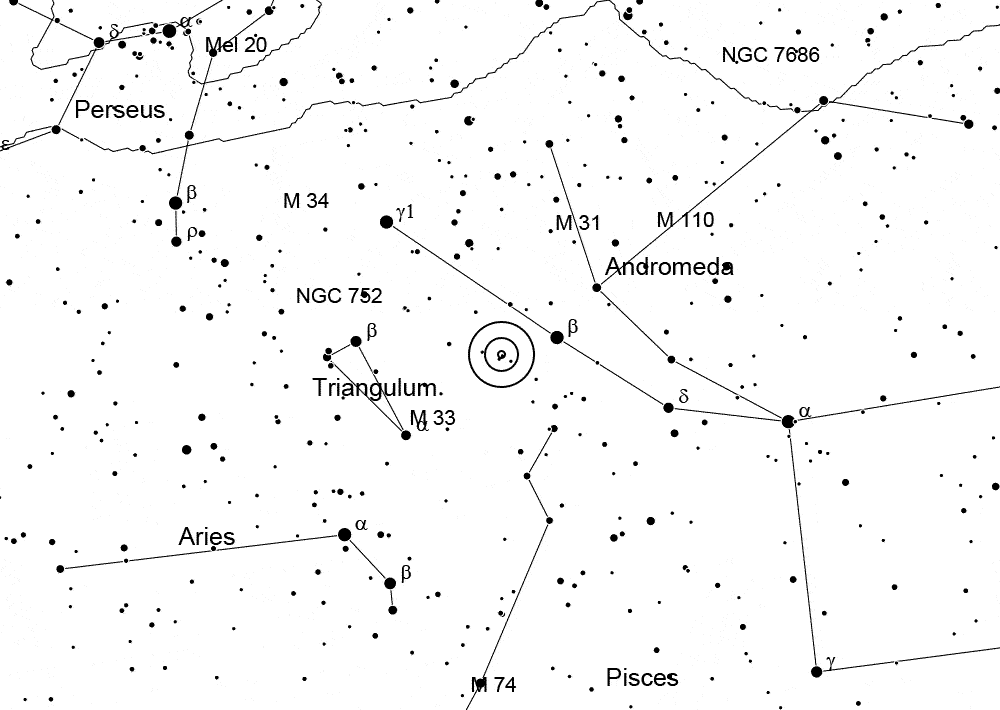 δ
α
Mel 20
NGC 7686
Perseus
ε
β
M 34
γ1
M 31
M 110
ρ
Andromeda
NGC 752
β
β
Triangulum
δ
M 33
α
α
Aries
α
β
γ
M 74
Pisces